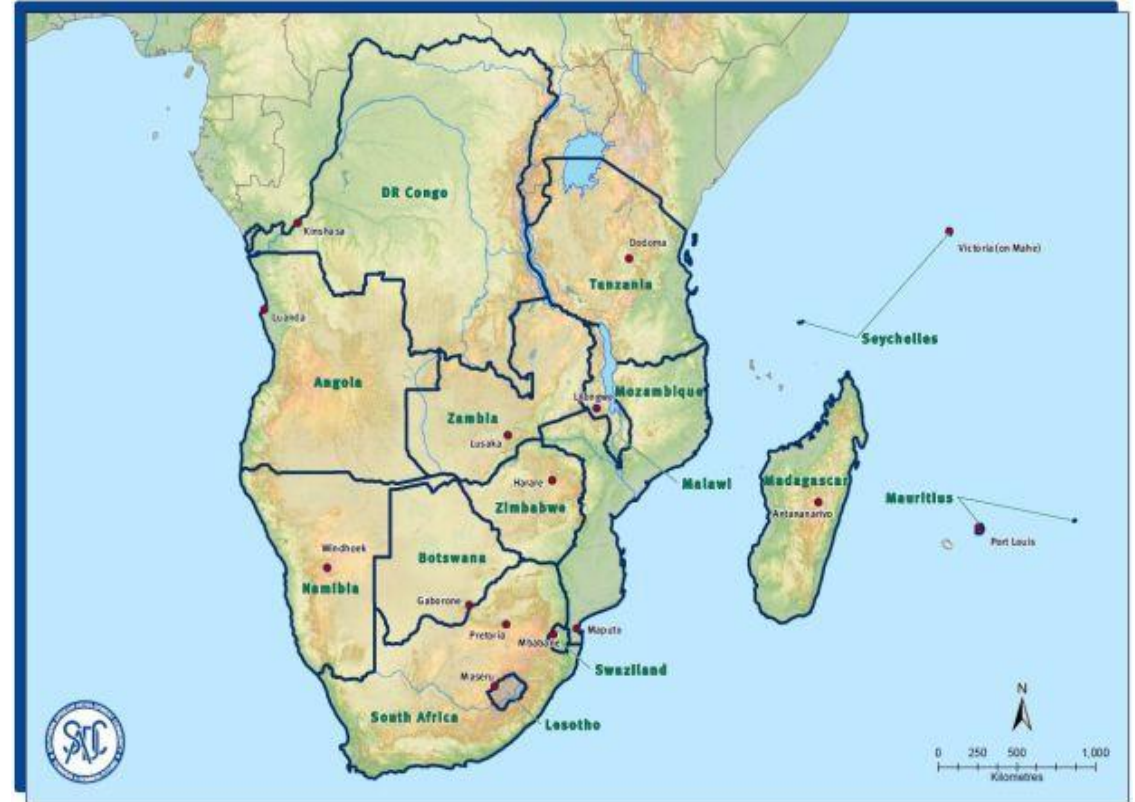 DR Congo
Kinshasa
Dodoma
Tanzania
Victoria (on Mahe)
Luanda
Seychelles
Angola
Mozambique
Lilongwe
Zambia
Lusaka
Malawi
Madagascar
Harare
Zimbabwe
Mauritius
Antananarivo
Port Louis
Windhoek
Botswana
Namibia
Gaborone
Pretoria
Mbabane
Maputo
Swaziland
Maseru
South Africa
Lesotho
N
0 250 500 1,000
Kilometres
SADC